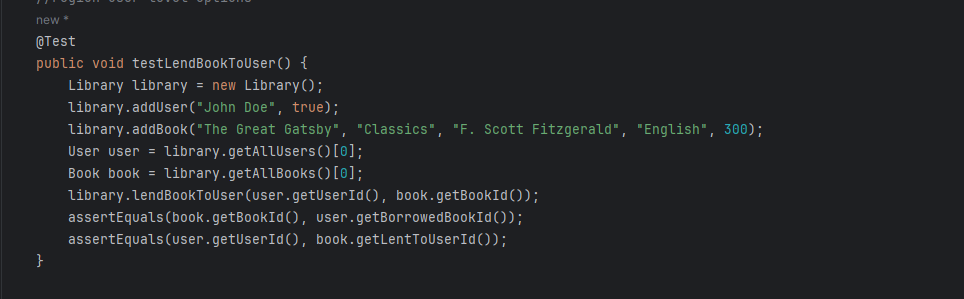 //region user level options
new *
@Test
public void testLendBookToUser() {
Library library = new Library();
library.addUser("John Doe", true);
library.addBook("The Great Gatsby", "Classics", "F. Scott Fitzgerald", "English", 300);
User user = library.getAllUsers()[0];
Book book = library.getAllBooks()[0];
library.lendBookToUser(user.getUserId(), book.getBookId());
assertEquals(book.getBookId(), user.getBorrowedBookId());
assertEquals(user.getUserId(), book.getLentToUserId());
}